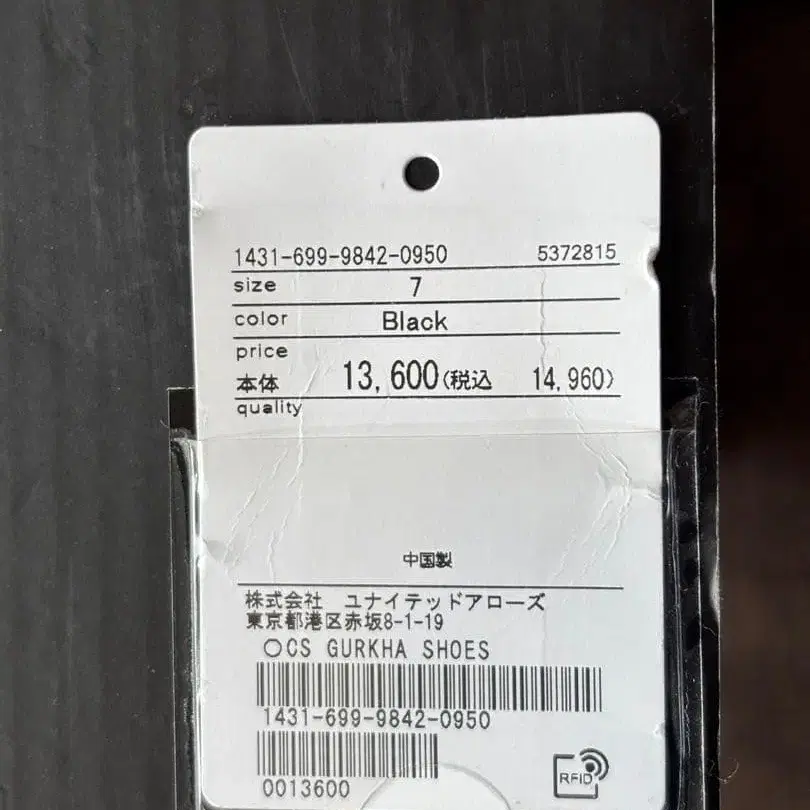 1431-699-9842-0950 5372815
size 7
color Black
price
本体 13,600(税込 14,960)
quality
中国製
株式会社 ユナイテッドアローズ
東京都港区赤坂8-1-19
○CS GURKHA SHOES
1431-699-9842-0950
0013600
RFID